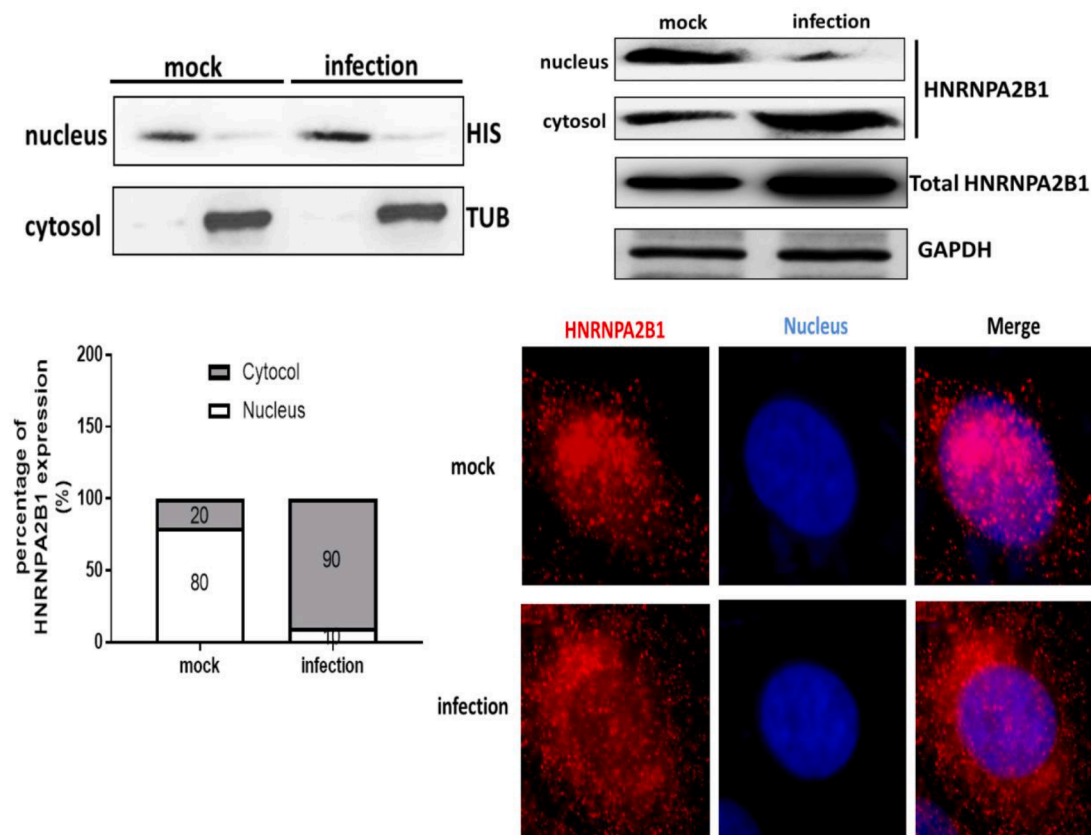 mock infection
nucleus HIS
cytosol TUB
mock infection
nucleus
HNRNPA2B1
cytosol
Total HNRNPA2B1
GAPDH
percentage of
HNRNPA2B1 expression
(%)
200
150
100
50
0
Cytocol
Nucleus
20
80
90
10
mock infection
HNRNPA2B1 Nucleus Merge
mock
infection